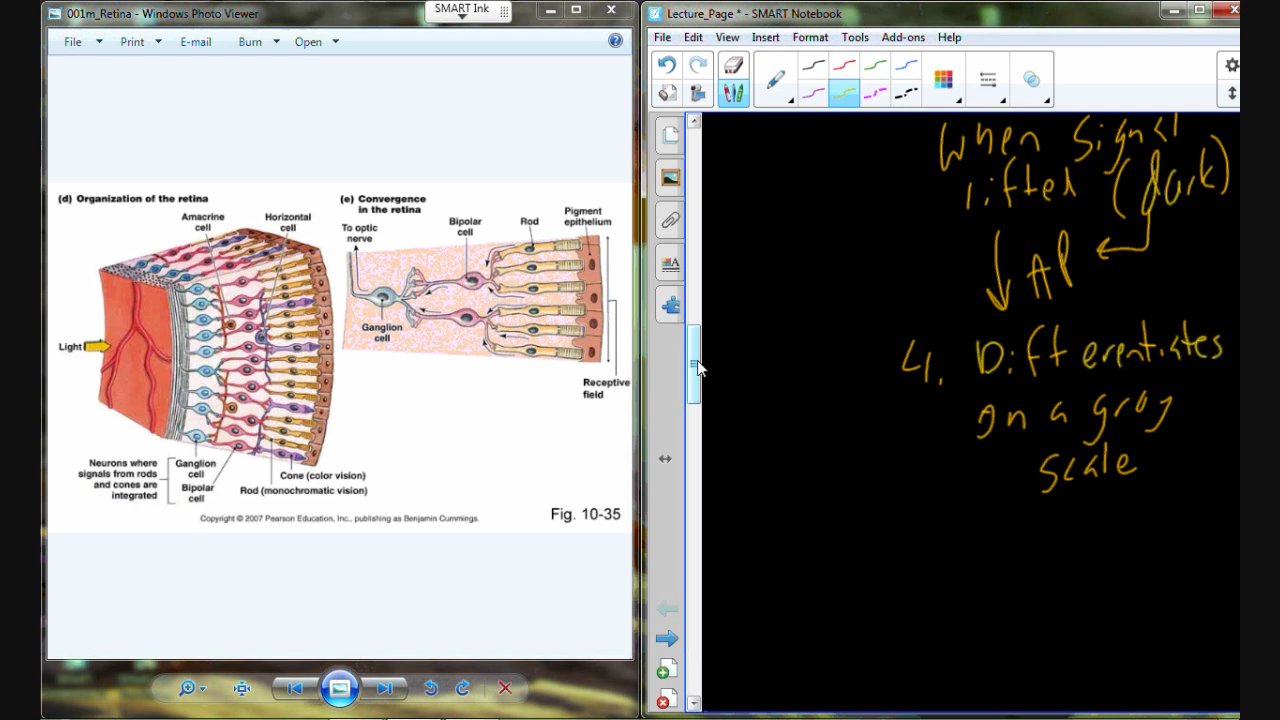 001m_Retina - Windows Photo Viewer
SMART Ink
File Print E-mail Burn Open
(d) Organization of the retina
Amacrine
cell
Horizontal
cell
Light
Neurons where
signals from rods
and cones are
integrated
Ganglion
cell
Bipolar
cell
Cone (color vision)
Rod (monochromatic vision)
(e) Convergence
in the retina
To optic
nerve
Bipolar
cell
Rod
Pigment
epithelium
Ganglion
cell
Receptive
field
Copyright © 2007 Pearson Education, Inc., publishing as Benjamin Cummings.
Fig. 10-35
Lecture_Page * - SMART Notebook
File Edit View Insert Format Tools Add-ons Help
When signal
lifted (dark)
↓ AP
4. Differentiates
on a gray
scale